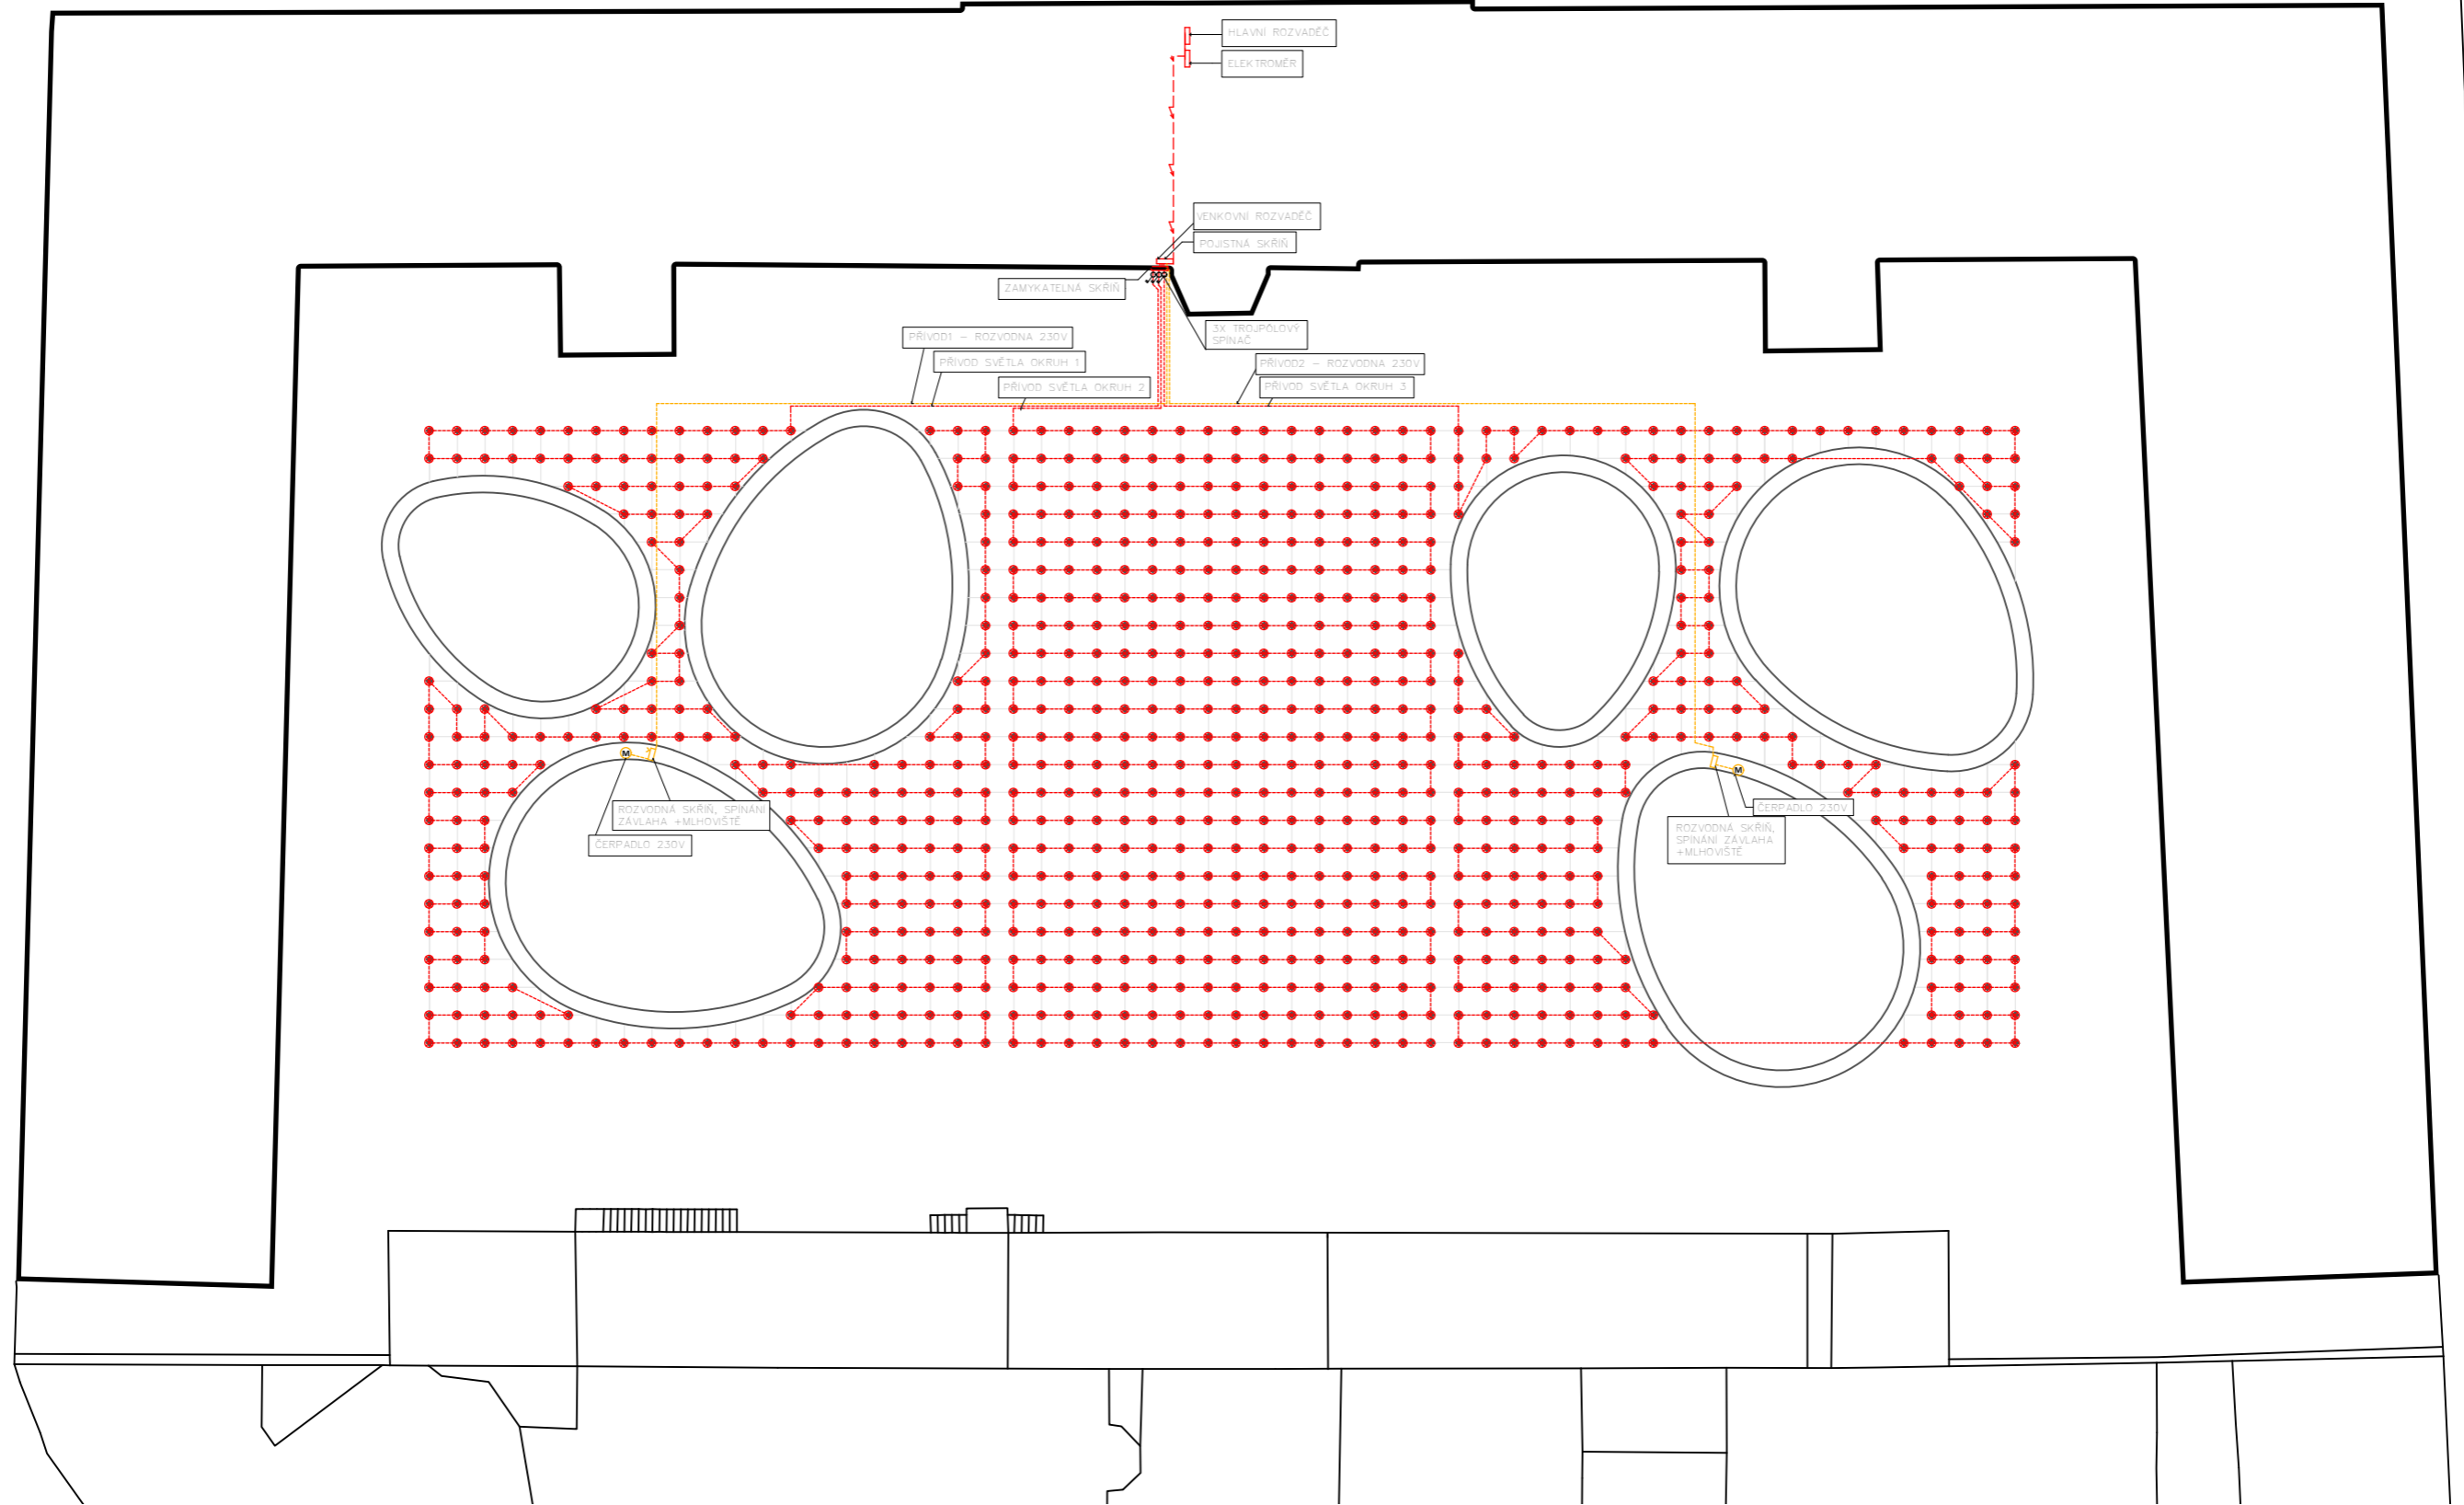 HLAVNÍ ROZVADĚČ
ELEKTROMĚR
VENKOVNÍ ROZVADĚČ
POJISTNÁ SKŘÍŇ
ZAMYKATELNÁ SKŘÍŇ
3X TROJPÓLOVÝ
SPÍNAČ
PŘÍVOD1 – ROZVODNA 230V
PŘÍVOD SVĚTLA OKRUH 1
PŘÍVOD SVĚTLA OKRUH 2
PŘÍVOD2 – ROZVODNA 230V
PŘÍVOD SVĚTLA OKRUH 3
M
ROZVODNÁ SKŘÍŇ, SPÍNÁNÍ
ZÁVLAHA +MLHOVIŠTĚ
ČERPADLO 230V
M
ČERPADLO 230V
ROZVODNÁ SKŘÍŇ,
SPÍNÁNÍ ZÁVLAHA
+MLHOVIŠTĚ